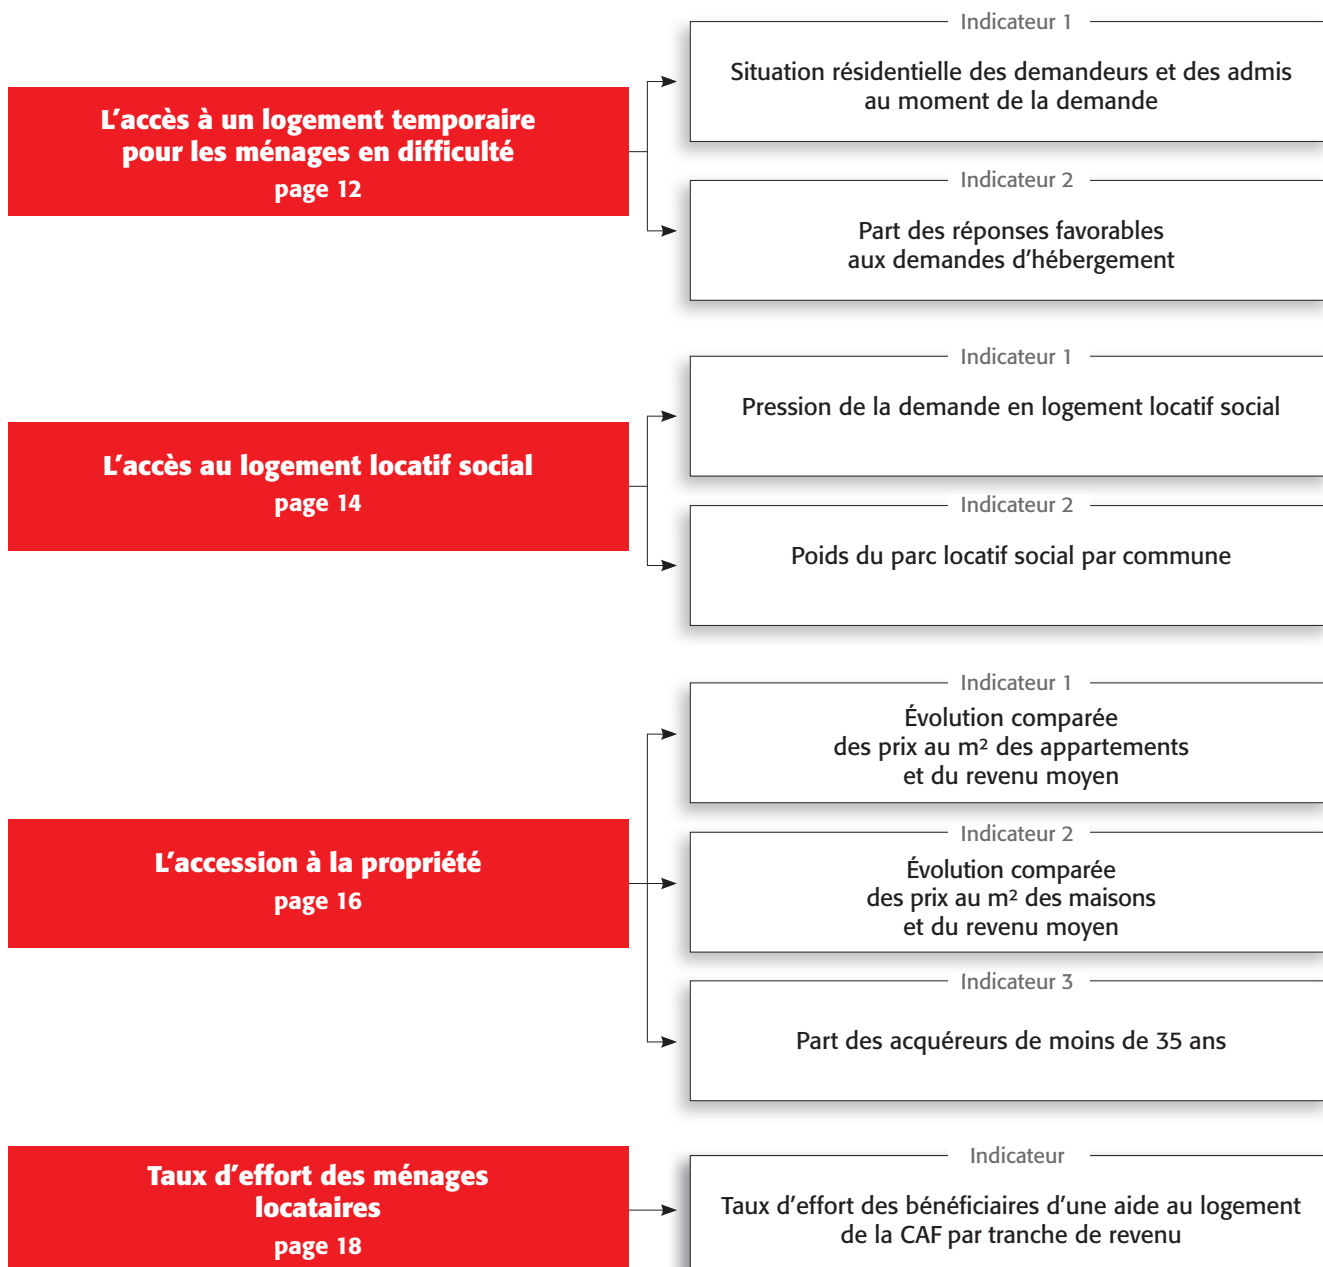 L'accès à un logement temporaire
pour les ménages en difficulté
page 12
Indicateur 1
Situation résidentielle des demandeurs et des admis
au moment de la demande
Indicateur 2
Part des réponses favorables
aux demandes d'hébergement
L'accès au logement locatif social
page 14
Indicateur 1
Pression de la demande en logement locatif social
Indicateur 2
Poids du parc locatif social par commune
L'accession à la propriété
page 16
Indicateur 1
Évolution comparée
des prix au m² des appartements
et du revenu moyen
Indicateur 2
Évolution comparée
des prix au m² des maisons
et du revenu moyen
Indicateur 3
Part des acquéreurs de moins de 35 ans
Taux d'effort des ménages
locataires
page 18
Indicateur
Taux d'effort des bénéficiaires d'une aide au logement
de la CAF par tranche de revenu